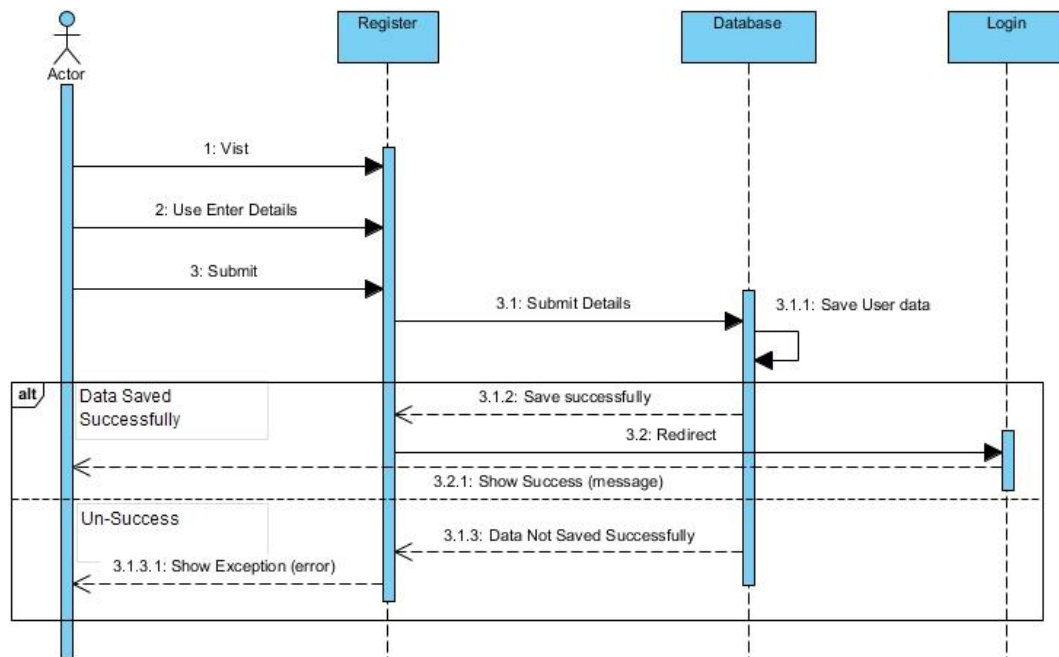 Register
Database
Login
Actor
1: Vist
2: Use Enter Details
3: Submit
3.1: Submit Details
3.1.1: Save User data
alt
Data Saved
Successfully
3.1.2: Save successfully
3.2: Redirect
3.2.1: Show Success (message)
Un-Success
3.1.3: Data Not Saved Successfully
3.1.3.1: Show Exception (error)